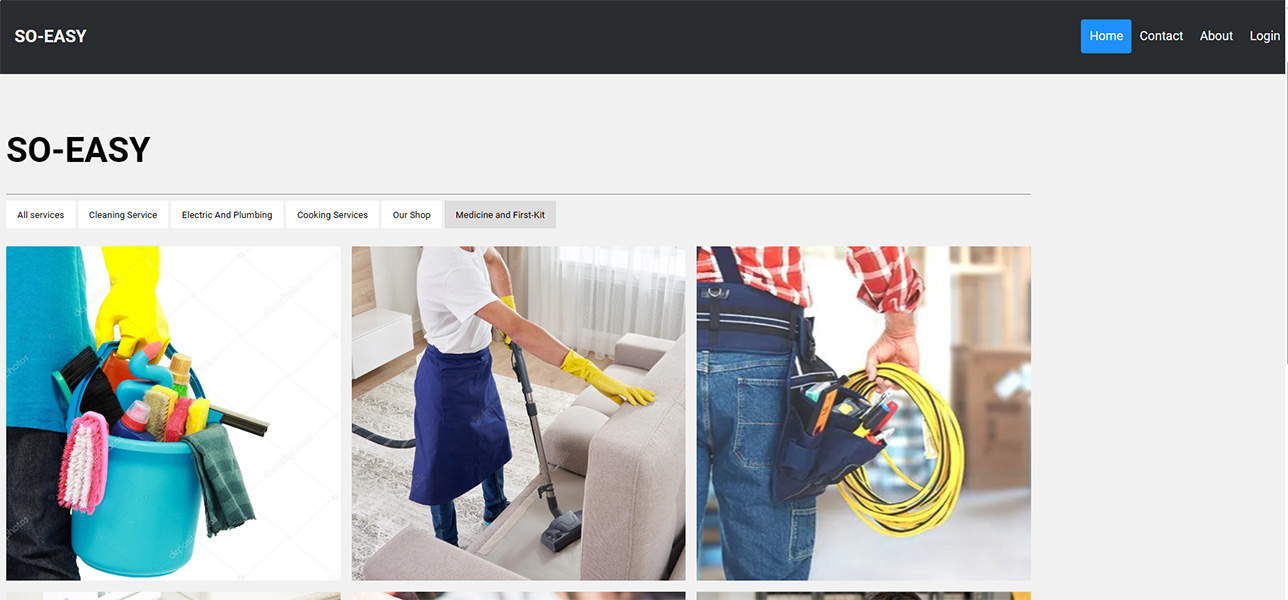 SO-EASY
Home Contact About Login
SO-EASY
All services Cleaning Service Electric And Plumbing Cooking Services Our Shop Medicine and First-Kit